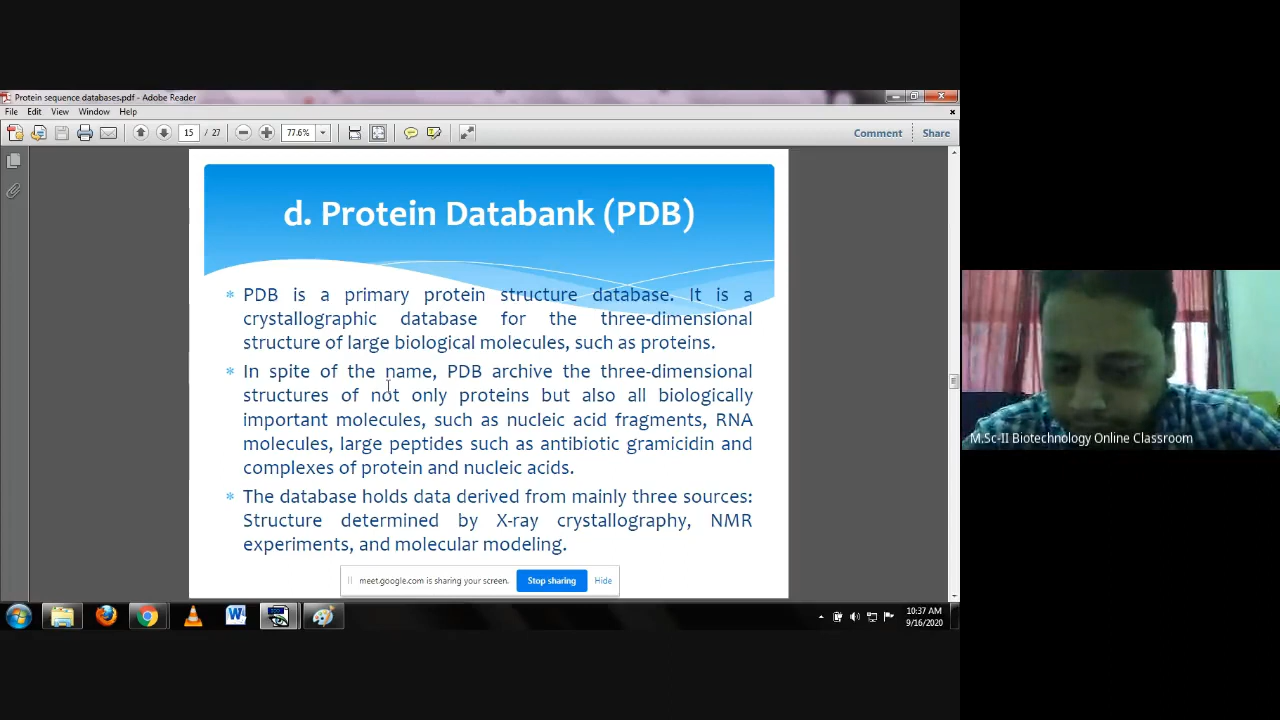 Protein sequence databases.pdf - Adobe Reader
File Edit View Window Help
15 / 27 77.6% Comment Share
d. Protein Databank (PDB)
* PDB is a primary protein structure database. It is a
crystallographic database for the three-dimensional
structure of large biological molecules, such as proteins.
* In spite of the name, PDB archive the three-dimensional
structures of not only proteins but also all biologically
important molecules, such as nucleic acid fragments, RNA
molecules, large peptides such as antibiotic gramicidin and
complexes of protein and nucleic acids.
* The database holds data derived from mainly three sources:
Structure determined by X-ray crystallography, NMR
experiments, and molecular modeling.
M.Sc-II Biotechnology Online Classroom
meet.google.com is sharing your screen. Stop sharing Hide
10:37 AM
9/16/2020